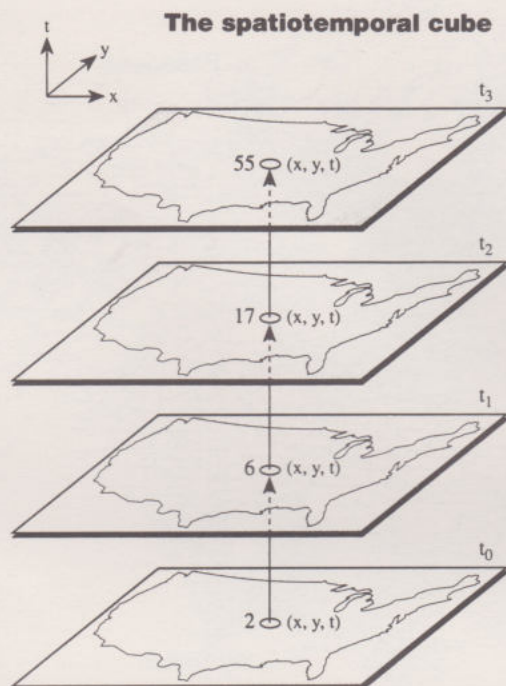 The spatiotemporal cube
t
y
x
t₃
55 (x, y, t)
t₂
17 (x, y, t)
t₁
6 (x, y, t)
t₀
2 (x, y, t)